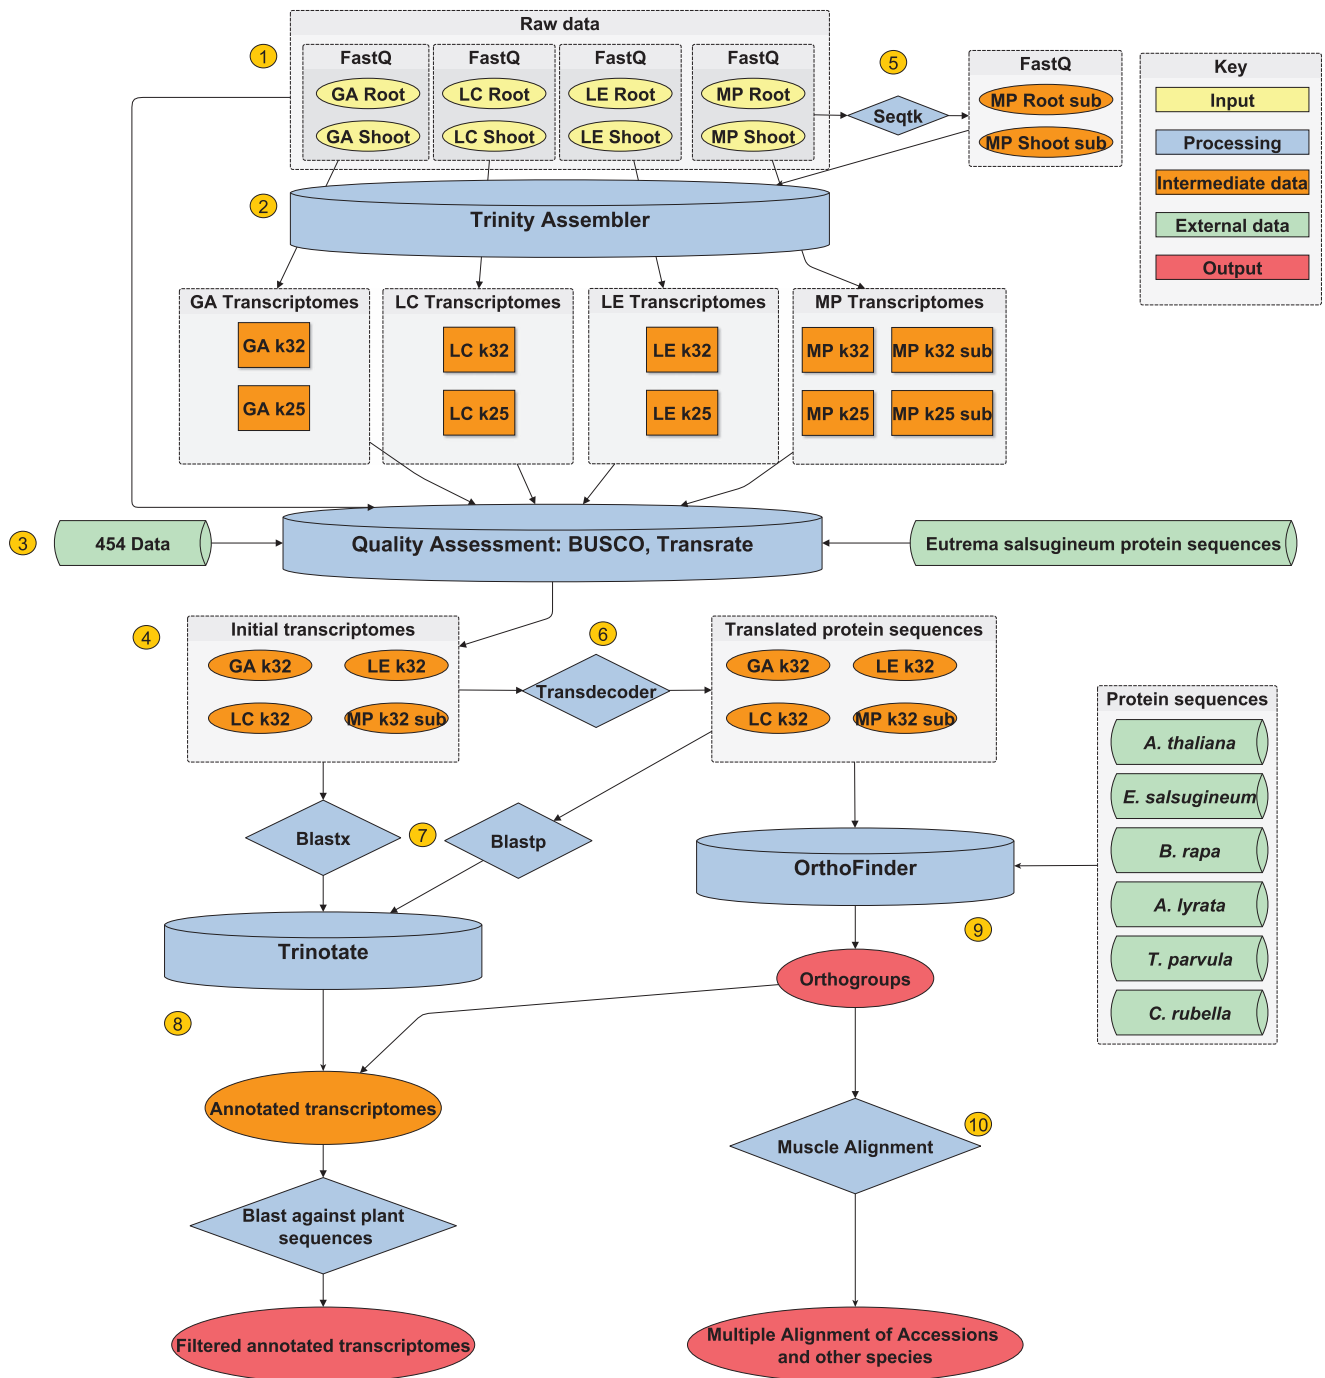 Raw data
1
FastQ
FastQ
FastQ
FastQ
GA Root
LC Root
LE Root
MP Root
GA Shoot
LC Shoot
LE Shoot
MP Shoot
5
Seqtk
FastQ
MP Root sub
MP Shoot sub
Key
Input
Processing
Intermediate data
External data
Output
2
Trinity Assembler
GA Transcriptomes
LC Transcriptomes
LE Transcriptomes
MP Transcriptomes
GA k32
LC k32
LE k32
MP k32
MP k32 sub
GA k25
LC k25
LE k25
MP k25
MP k25 sub
3
454 Data
Quality Assessment: BUSCO, Transrate
Eutrema salsugineum protein sequences
4
Initial transcriptomes
GA k32
LE k32
LC k32
MP k32 sub
6
Transdecoder
Translated protein sequences
GA k32
LE k32
LC k32
MP k32 sub
Protein sequences
A. thaliana
E. salsugineum
B. rapa
A. lyrata
T. parvula
C. rubella
Blastx
7
Blastp
OrthoFinder
9
Trinotate
Orthogroups
8
Annotated transcriptomes
10
Muscle Alignment
Blast against plant
sequences
Filtered annotated transcriptomes
Multiple Alignment of Accessions
and other species